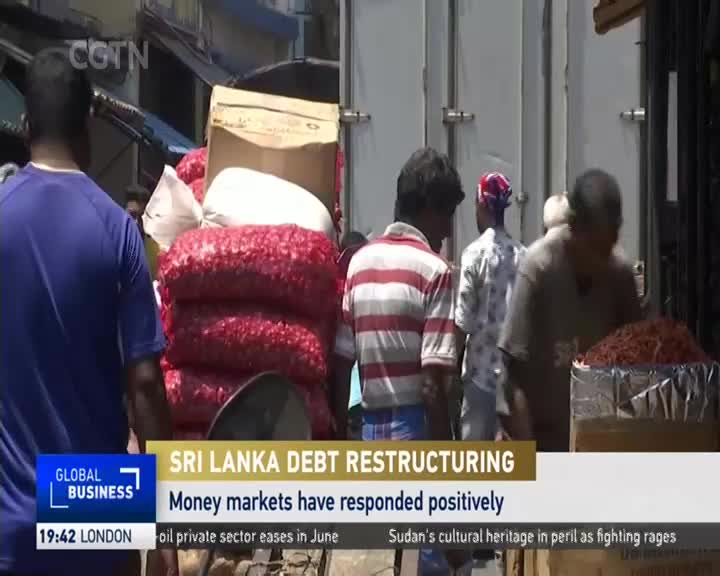 CGTN
SRI LANKA DEBT RESTRUCTURING
GLOBAL
BUSINESS
Money markets have responded positively
19:42 LONDON
-oil private sector eases in June Sudan's cultural heritage in peril as fighting rages